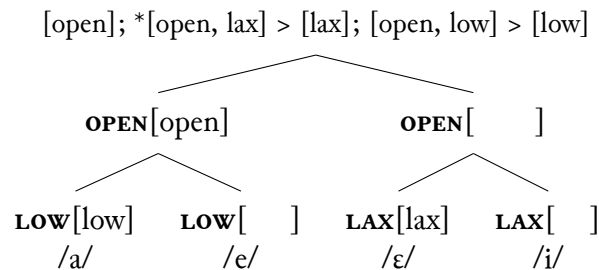 [open]; *[open, lax] > [lax]; [open, low] > [low]
OPEN[open] OPEN[ ]
LOW[low] LOW[ ] LAX[lax] LAX[ ]
/a/ /e/ /ɛ/ /i/